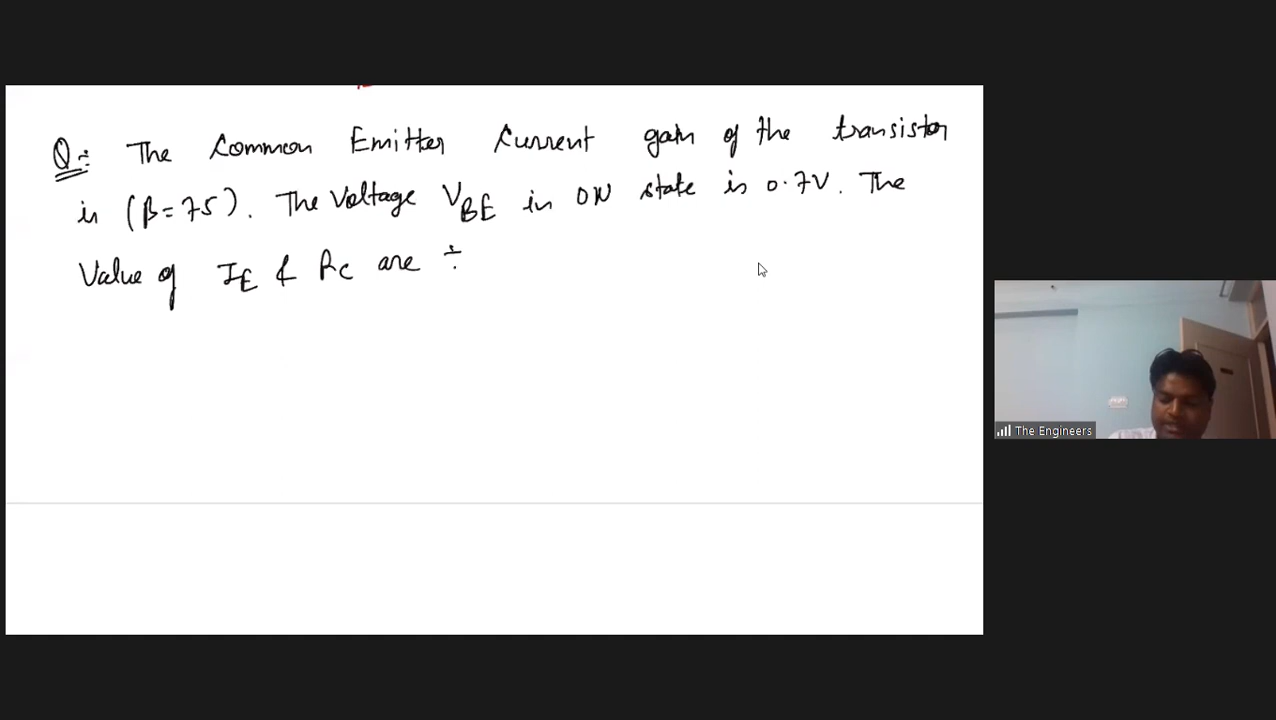 Q:- The Common Emitter Current gain of the transistor
is (β=75). The Voltage VBE in ON state is 0.7V. The
Value of IE & RC are ÷
The Engineers